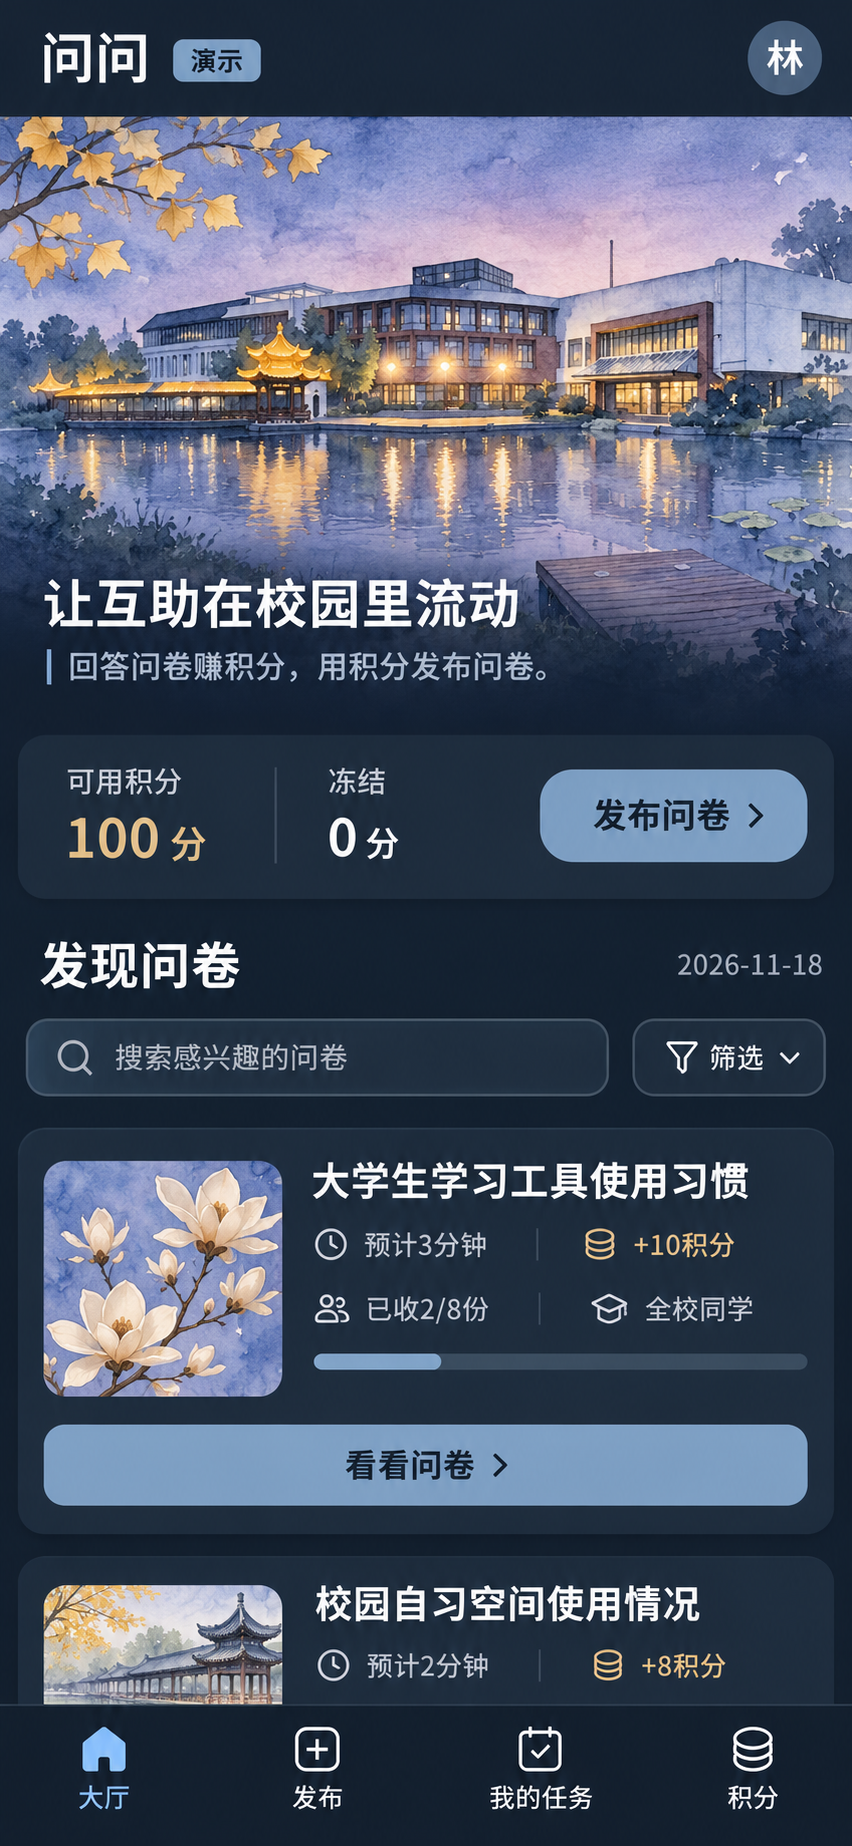 问问 演示 林
让互助在校园里流动
回答问卷赚积分，用积分发布问卷。
可用积分 冻结
100 分 0 分 发布问卷
发现问卷 2026-11-18
搜索感兴趣的问卷 筛选
大学生学习工具使用习惯
预计3分钟 +10积分
已收2/8份 全校同学
看看问卷
校园自习空间使用情况
预计2分钟 +8积分
大厅 发布 我的任务 积分